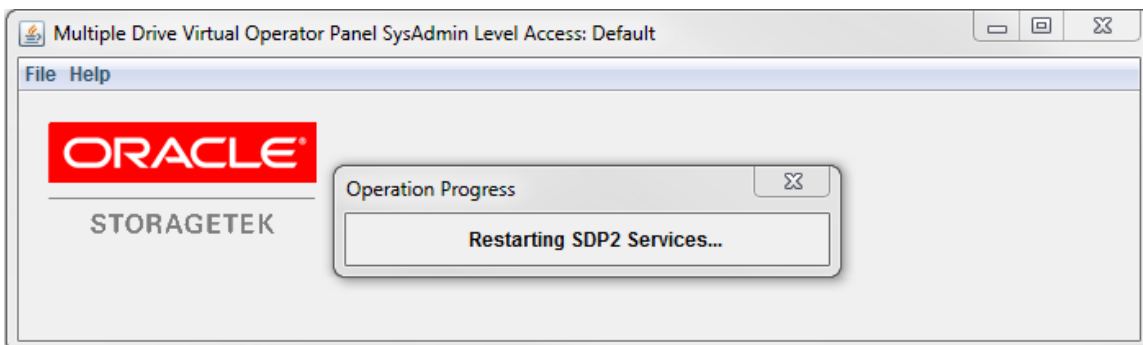 Multiple Drive Virtual Operator Panel SysAdmin Level Access: Default
File Help
ORACLE®
STORAGETEK
Operation Progress
Restarting SDP2 Services...